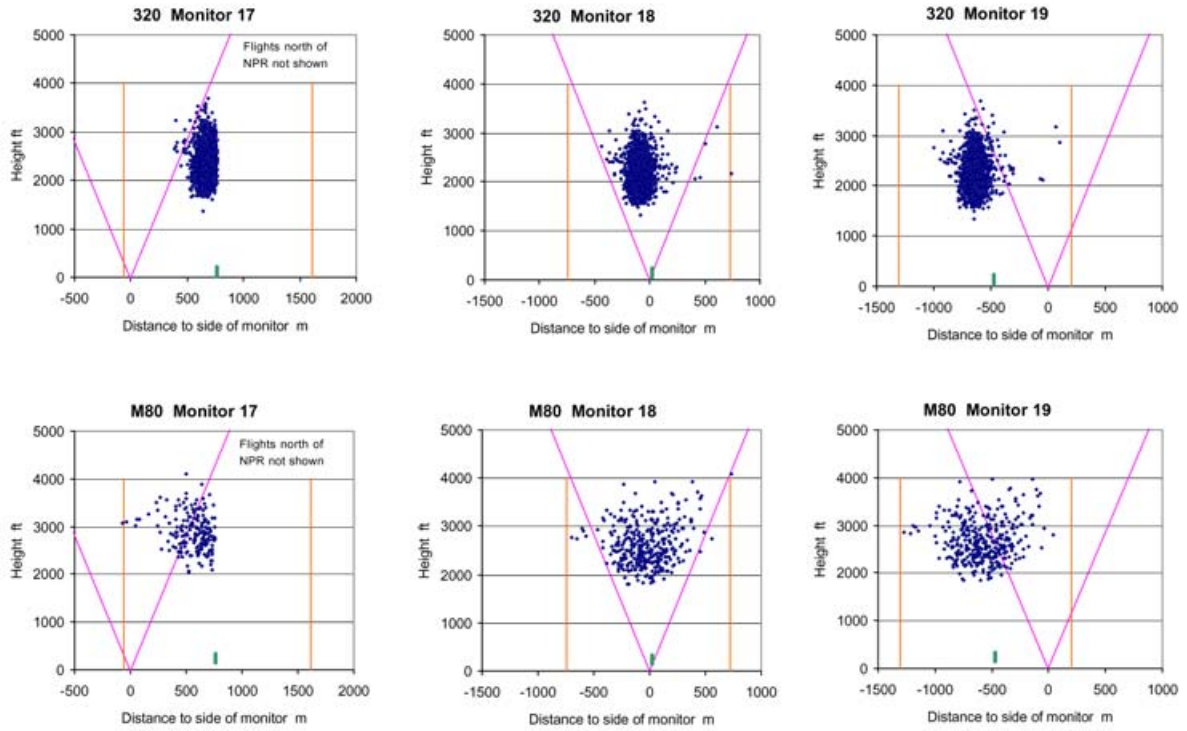 320 Monitor 17
5000
4000
3000
2000
1000
0
Height ft
Flights north of
NPR not shown
-500 0 500 1000 1500 2000
Distance to side of monitor m
320 Monitor 18
5000
4000
3000
2000
1000
0
Height ft
-1000 -500 0 500 1000
Distance to side of monitor m
320 Monitor 19
5000
4000
3000
2000
1000
0
Height ft
-1500 -1000 -500 0 500 1000
Distance to side of monitor m
M80 Monitor 17
5000
4000
3000
2000
1000
0
Height ft
Flights north of
NPR not shown
-500 0 500 1000 1500 2000
Distance to side of monitor m
M80 Monitor 18
5000
4000
3000
2000
1000
0
Height ft
-1000 -500 0 500 1000
Distance to side of monitor m
M80 Monitor 19
5000
4000
3000
2000
1000
0
Height ft
-1500 -1000 -500 0 500 1000
Distance to side of monitor m